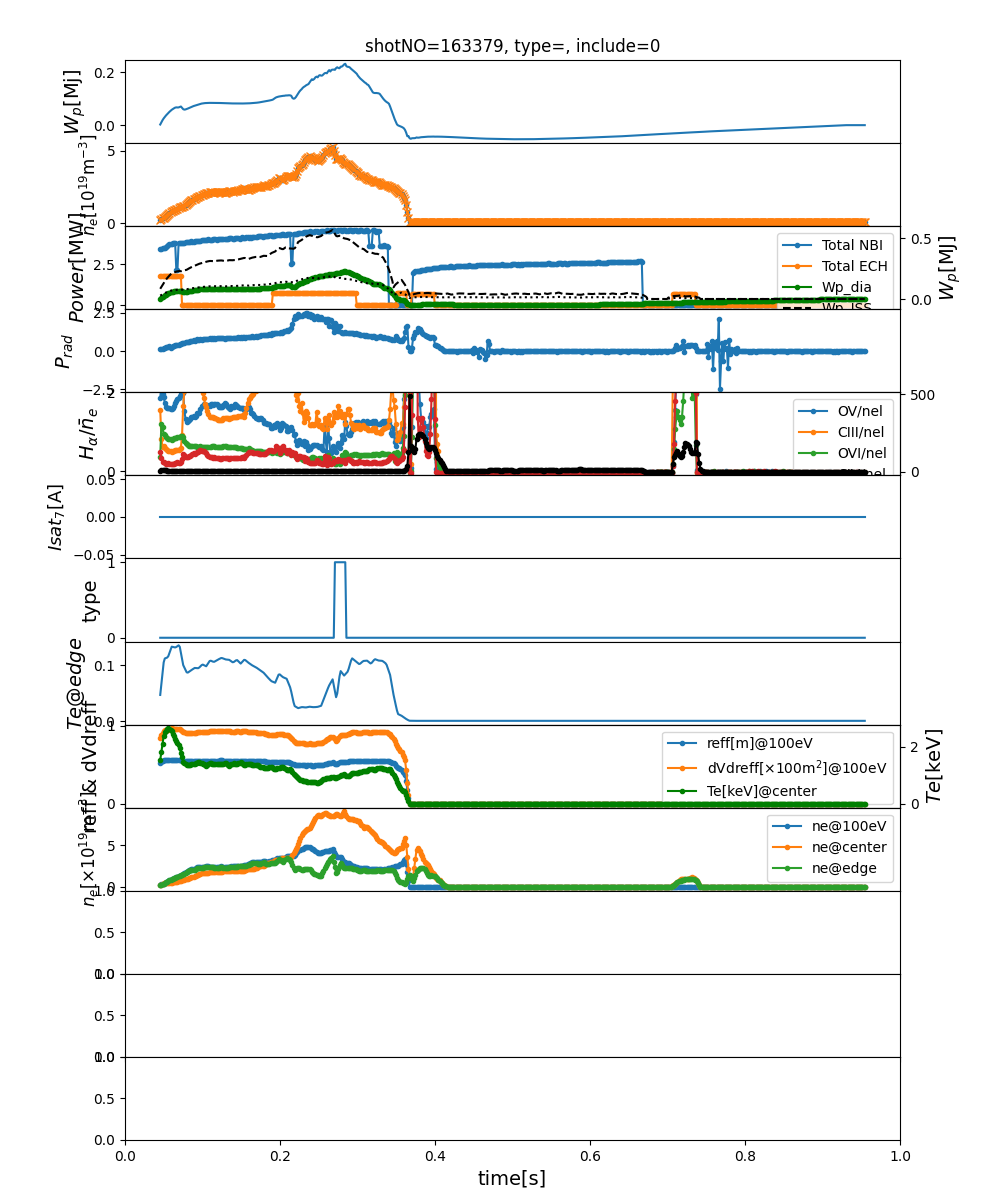 shotNO=163379, type=, include=0
W_p[MJ]
0.2
0.0
n_e[10^19 m^-3]
5
0
Power[MW]
2.5
0.0
Total NBI
Total ECH
Wp_dia
Wp_ISS
0.5
0.0
W_p[MJ]
P_rad
2.5
0.0
−2.5
H_α/n̄_e
2
0
OV/nel
CIII/nel
OVI/nel
500
0
Isat_7[A]
0.05
0.00
−0.05
type
1
0
Te@edge
0.1
0.0
reff & dVdreff
1
0
reff[m]@100eV
dVdreff[×100m^2]@100eV
Te[keV]@center
2
0
Te[keV]
n_e[×10^19 m^-3]
5
0
ne@100eV
ne@center
ne@edge
1.0
0.5
0.0
1.0
0.5
0.0
1.0
0.5
0.0
0.0
0.2
0.4
0.6
0.8
1.0
time[s]